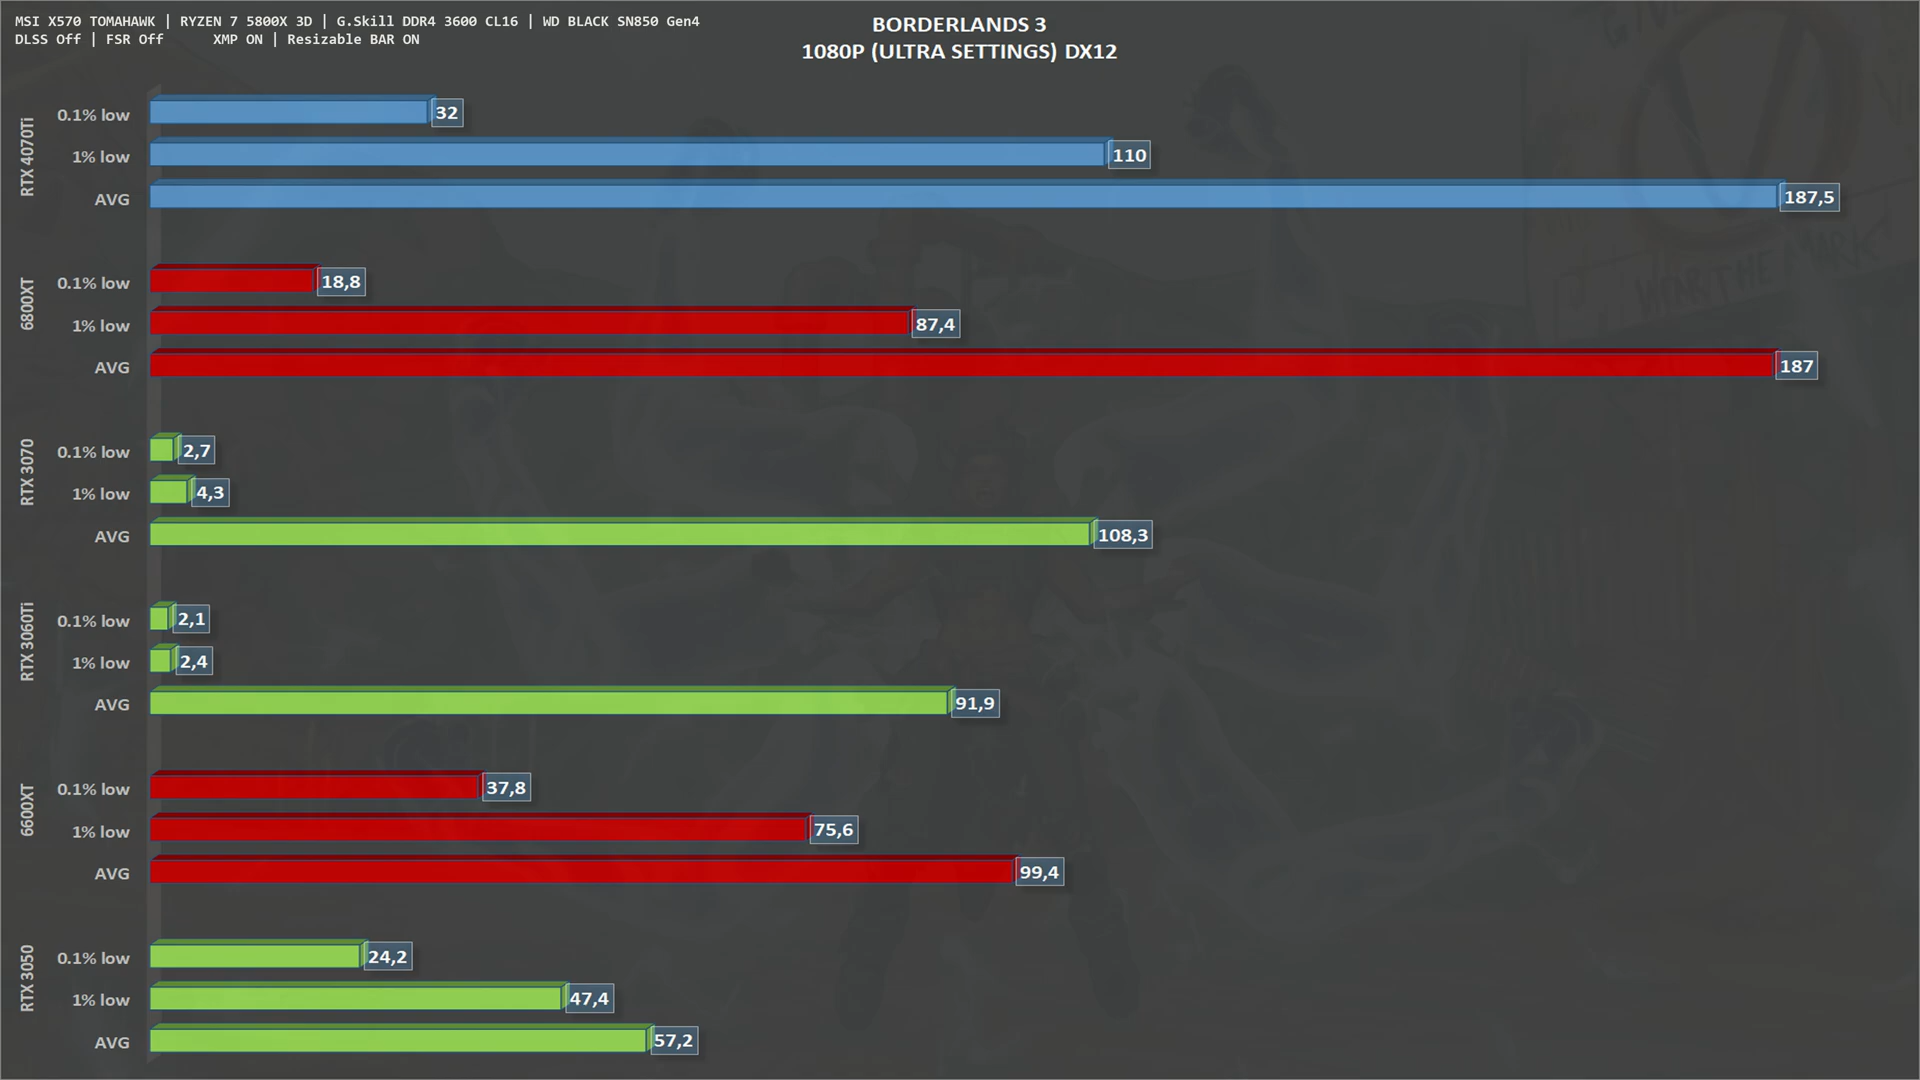 MSI X570 TOMAHAWK | RYZEN 7 5800X 3D | G.Skill DDR4 3600 CL16 | WD BLACK SN850 Gen4
DLSS Off | FSR Off XMP ON | Resizable BAR ON
BORDERLANDS 3
1080P (ULTRA SETTINGS) DX12
RTX 4070Ti
0.1% low 32
1% low 110
AVG 187,5
6800XT
0.1% low 18,8
1% low 87,4
AVG 187
RTX 3070
0.1% low 2,7
1% low 4,3
AVG 108,3
RTX 3060Ti
0.1% low 2,1
1% low 2,4
AVG 91,9
6600XT
0.1% low 37,8
1% low 75,6
AVG 99,4
RTX 3050
0.1% low 24,2
1% low 47,4
AVG 57,2